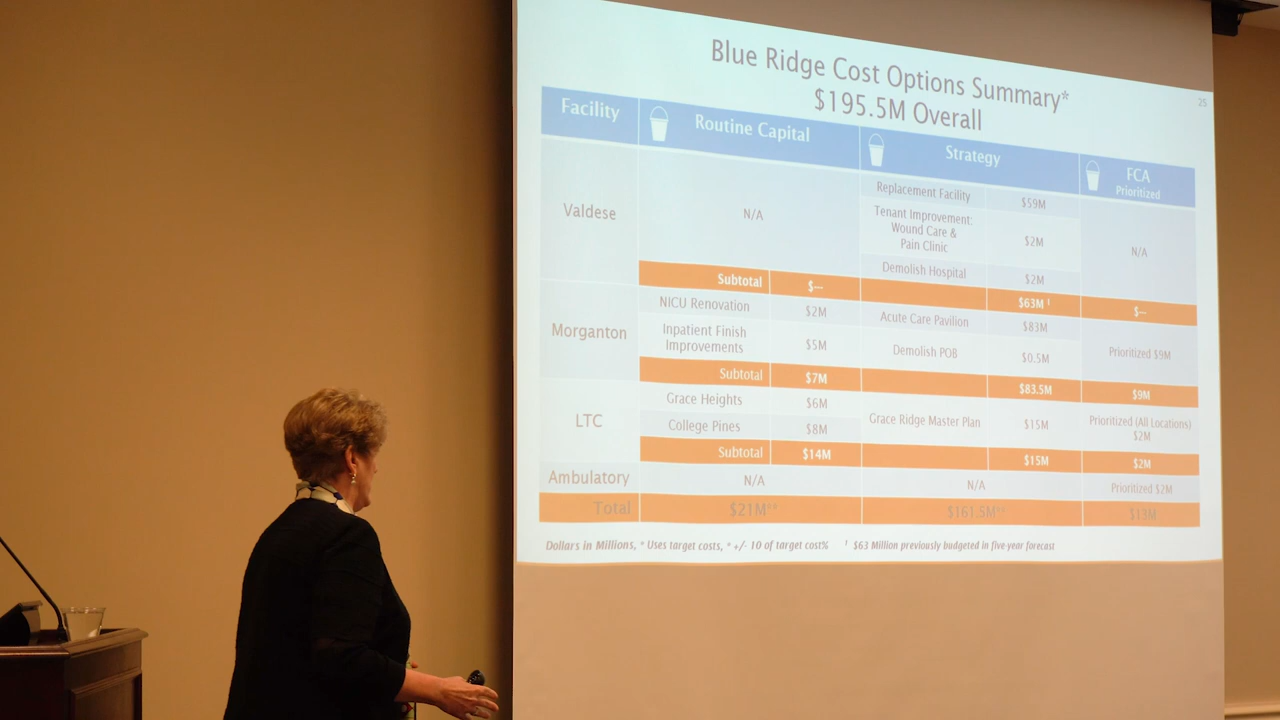 Blue Ridge Cost Options Summary*
$195.5M Overall
25
Facility Routine Capital Strategy FCA
Prioritized
Valdese N/A Replacement Facility $59M N/A
Tenant Improvement:
Wound Care &
Pain Clinic $2M
Demolish Hospital $2M
Subtotal $-- $63M † $--
Morganton NICU Renovation $2M Acute Care Pavilion $83M Prioritized $9M
Inpatient Finish
Improvements $5M Demolish POB $0.5M
Subtotal $7M $83.5M $9M
LTC Grace Heights $6M Grace Ridge Master Plan $15M Prioritized (All Locations)
$2M
College Pines $8M
Subtotal $14M $15M $2M
Ambulatory N/A N/A Prioritized $2M
Total $21M** $161.5M** $13M
Dollars in Millions, * Uses target costs, * +/- 10 of target cost% † $63 Million previously budgeted in five-year forecast